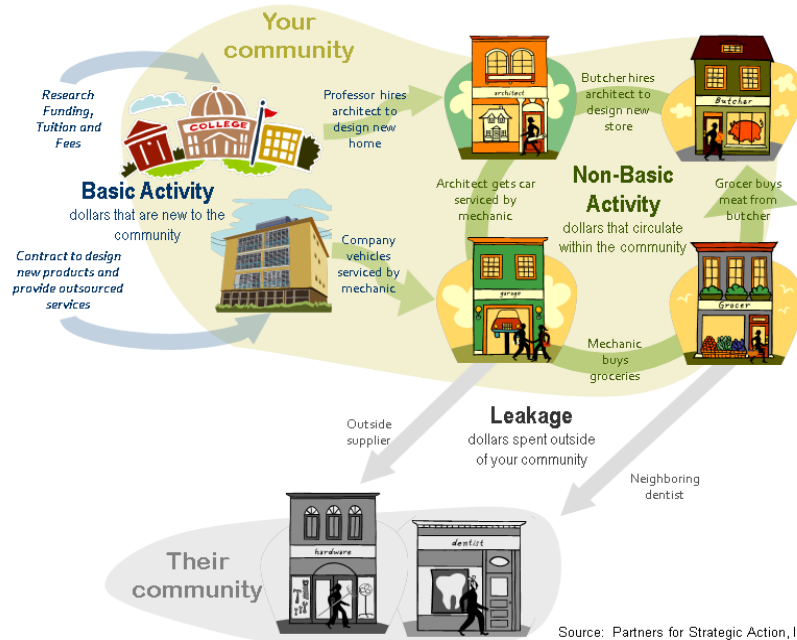 Your
community
Research
Funding,
Tuition and
Fees
COLLEGE
Professor hires
architect to
design new
home
architect
Butcher hires
architect to
design new
store
Butcher
Basic Activity
dollars that are new to the
community
Architect gets car
serviced by
mechanic
Non-Basic
Activity
dollars that circulate
within the community
Grocer buys
meat from
butcher
Contract to design
new products and
provide outsourced
services
Company
vehicles
serviced by
mechanic
garage
Grocer
Mechanic
buys
groceries
Outside
supplier
Leakage
dollars spent outside
of your community
Neighboring
dentist
Their
community
hardware
dentist
Source: Partners for Strategic Action,